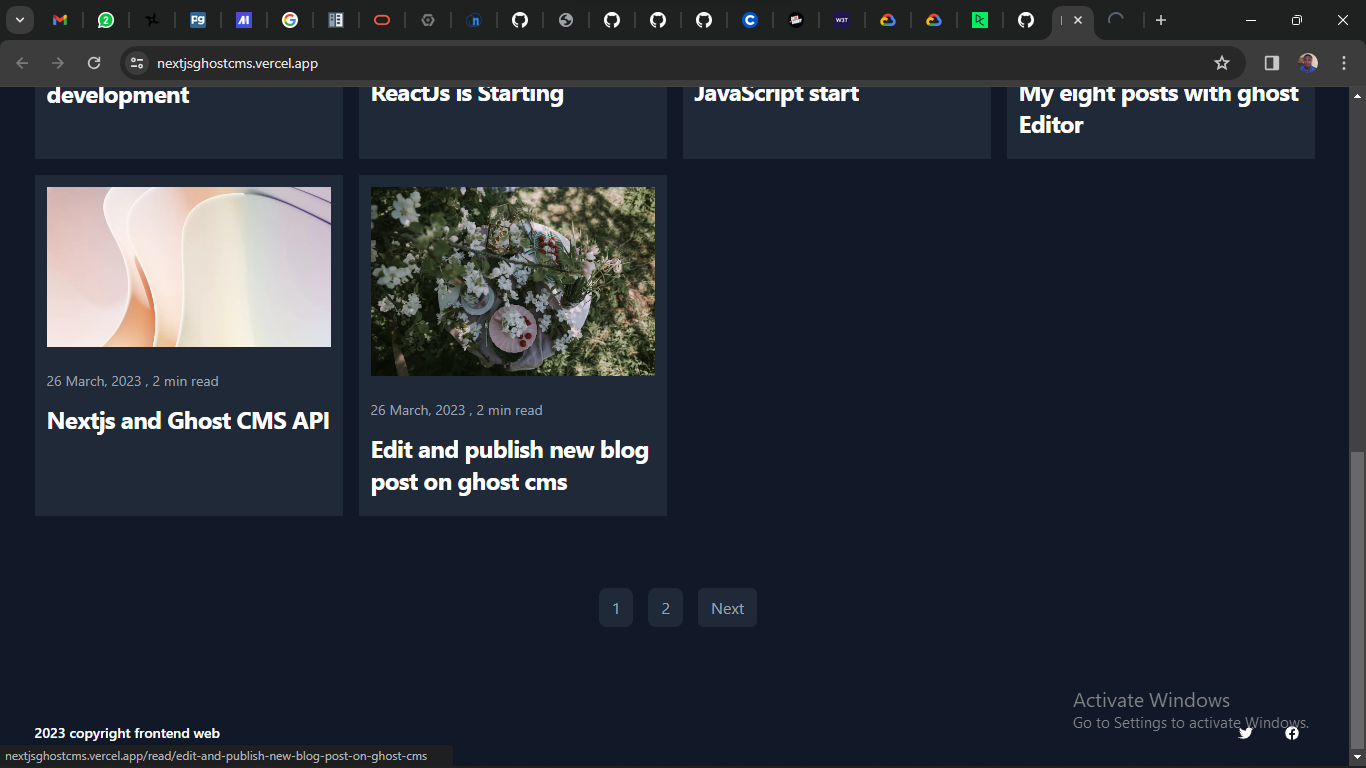 2
Pg
W3T
nextjsghostcms.vercel.app
development
ReactJs is Starting
JavaScript start
My eight posts with ghost
Editor
26 March, 2023 , 2 min read
Nextjs and Ghost CMS API
26 March, 2023 , 2 min read
Edit and publish new blog
post on ghost cms
1 2 Next
Activate Windows
Go to Settings to activate Windows.
2023 copyright frontend web
nextjsghostcms.vercel.app/read/edit-and-publish-new-blog-post-on-ghost-cms